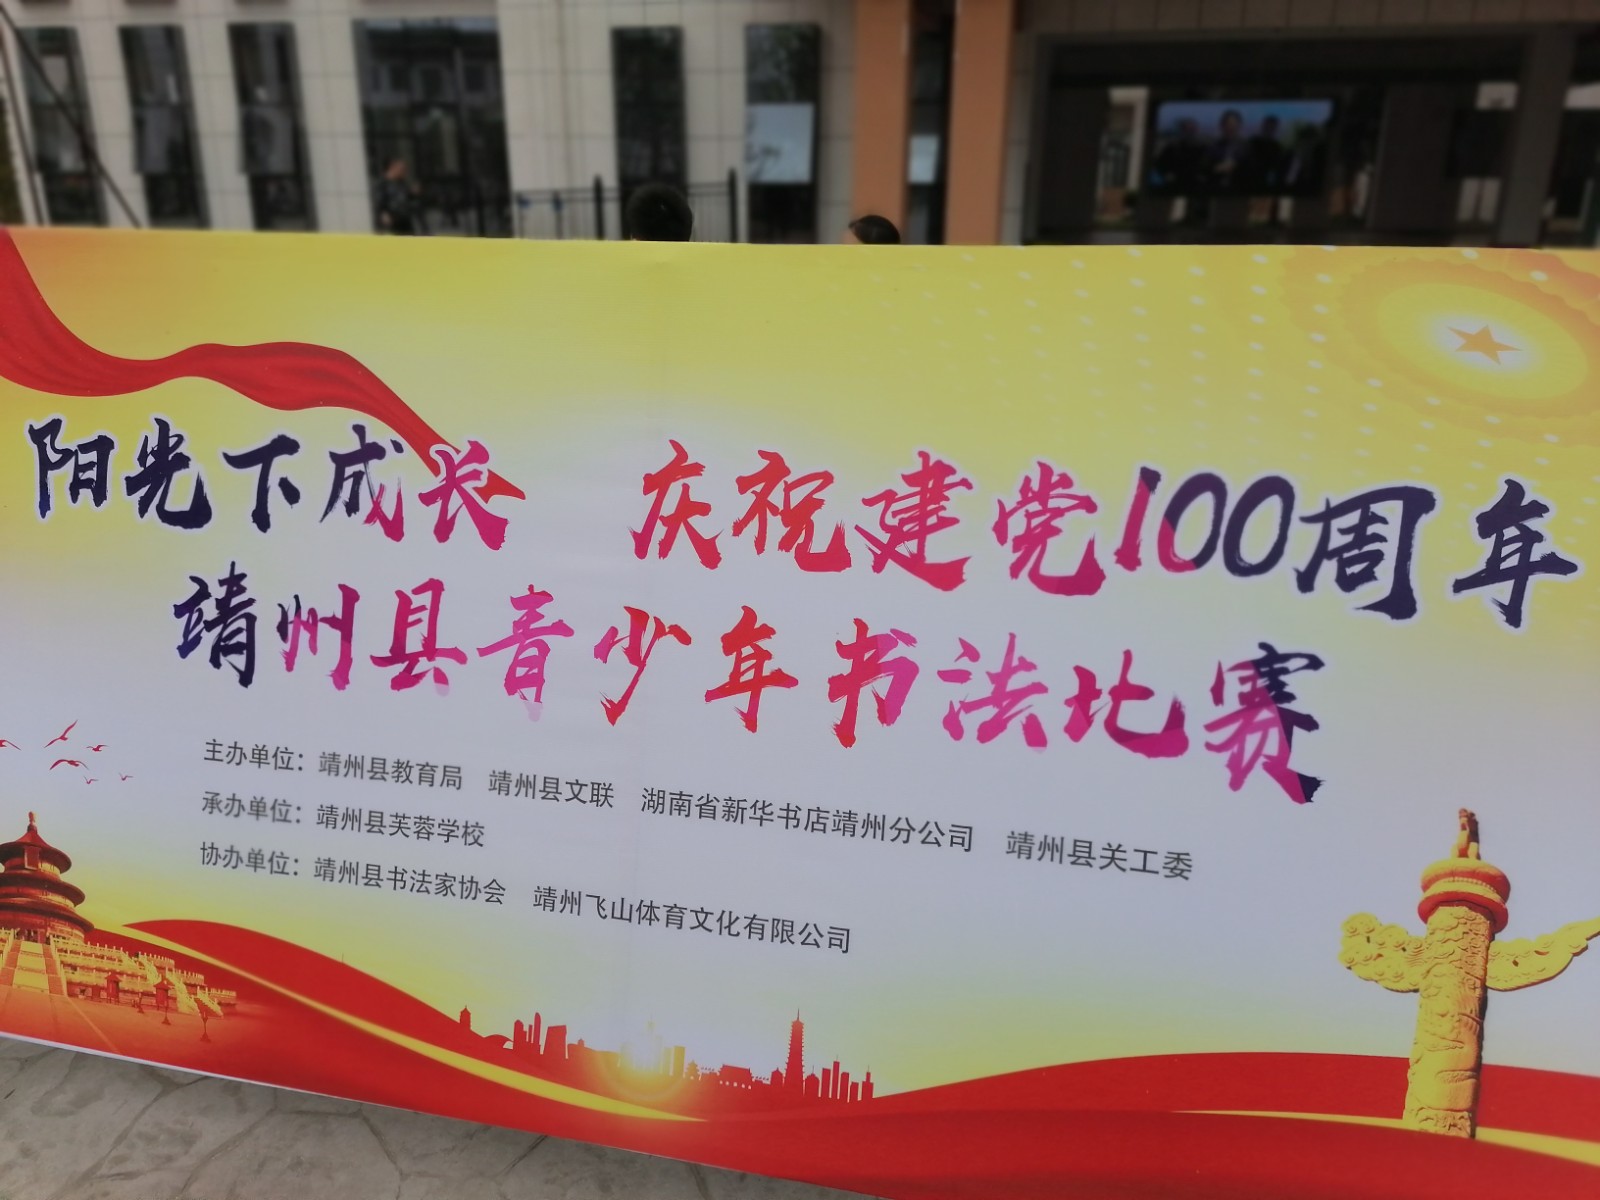 阳光下成长 庆祝建党100周年
靖州县青少年书法比赛
主办单位：靖州县教育局 靖州县文联 湖南省新华书店靖州分公司 靖州县关工委
承办单位：靖州县芙蓉学校
协办单位：靖州县书法家协会 靖州飞山体育文化有限公司